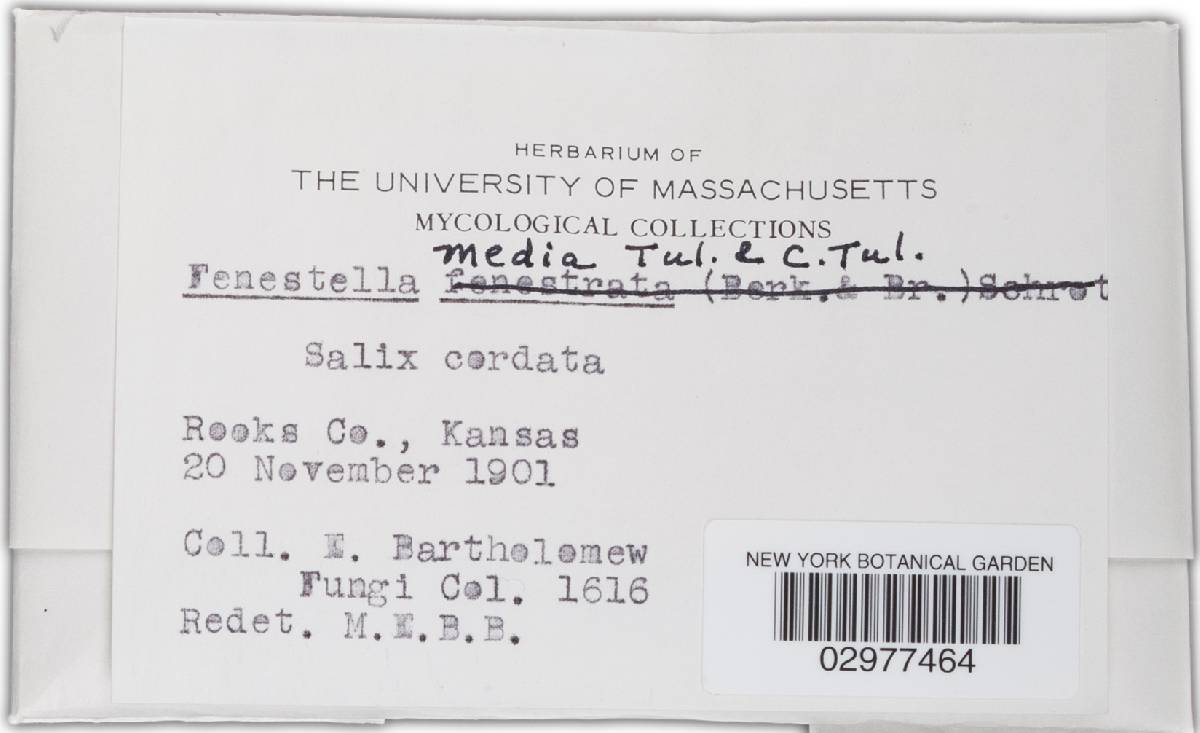 HERBARIUM OF
THE UNIVERSITY OF MASSACHUSETTS
MYCOLOGICAL COLLECTIONS
media Tul. & C. Tul.
Fenestella fenestrata (Berk.& Br.)Schrot
Salix cordata
Rooks Co., Kansas
20 November 1901
Coll. E. Bartholomew
Fungi Col. 1616
Redet. M.E.B.B.
NEW YORK BOTANICAL GARDEN
02977464